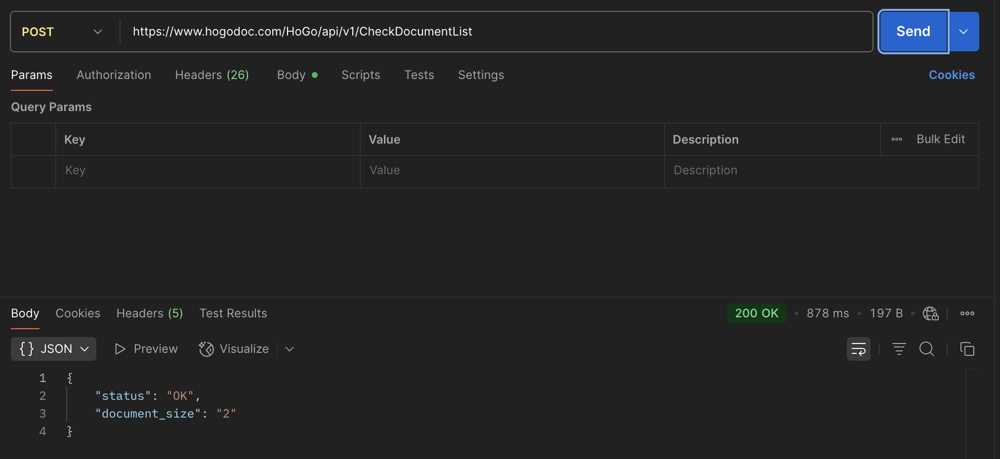 POST https://www.hogodoc.com/HoGo/api/v1/CheckDocumentList Send
Params Authorization Headers (26) Body Scripts Tests Settings Cookies
Query Params
Key Value Description Bulk Edit
Key Value Description
Body Cookies Headers (5) Test Results 200 OK 878 ms 197 B
{} JSON Preview Visualize
1 {
2 "status": "OK",
3 "document_size": "2"
4 }